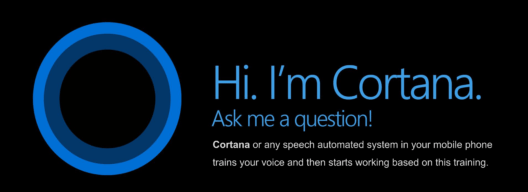 Hi. I'm Cortana.
Ask me a question!
Cortana or any speech automated system in your mobile phone
trains your voice and then starts working based on this training.